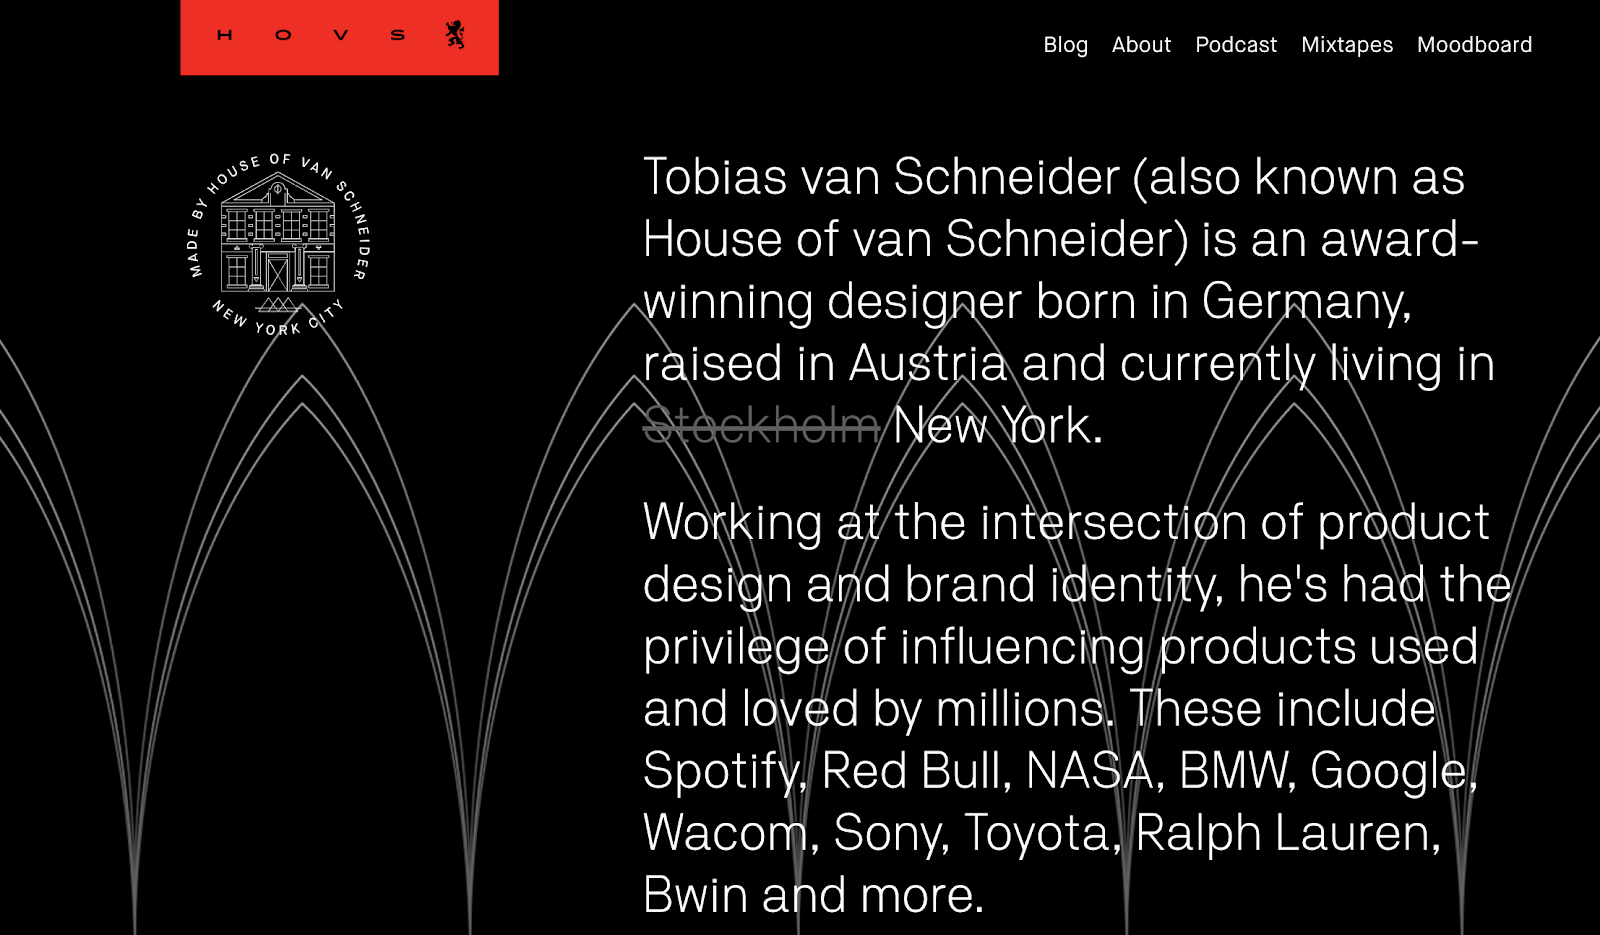 H O V S
Blog About Podcast Mixtapes Moodboard
MADE BY HOUSE OF VAN SCHNEIDER
NEW YORK CITY
Tobias van Schneider (also known as
House of van Schneider) is an award-
winning designer born in Germany,
raised in Austria and currently living in
Stockholm New York.
Working at the intersection of product
design and brand identity, he's had the
privilege of influencing products used
and loved by millions. These include
Spotify, Red Bull, NASA, BMW, Google,
Wacom, Sony, Toyota, Ralph Lauren,
Bwin and more.